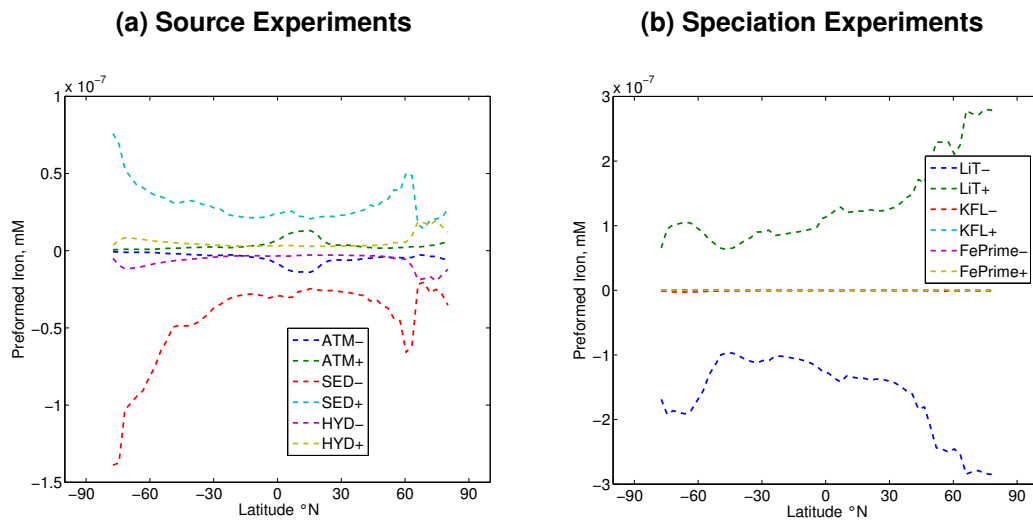 (a) Source Experiments
x 10⁻⁷
1
0.5
0
−0.5
−1
−1.5
Preformed Iron, mM
−90 −60 −30 0 30 60 90
Latitude °N
ATM−
ATM+
SED−
SED+
HYD−
HYD+
(b) Speciation Experiments
x 10⁻⁷
3
2
1
0
−1
−2
−3
Preformed Iron, mM
−90 −60 −30 0 30 60 90
Latitude °N
LiT−
LiT+
KFL−
KFL+
FePrime−
FePrime+